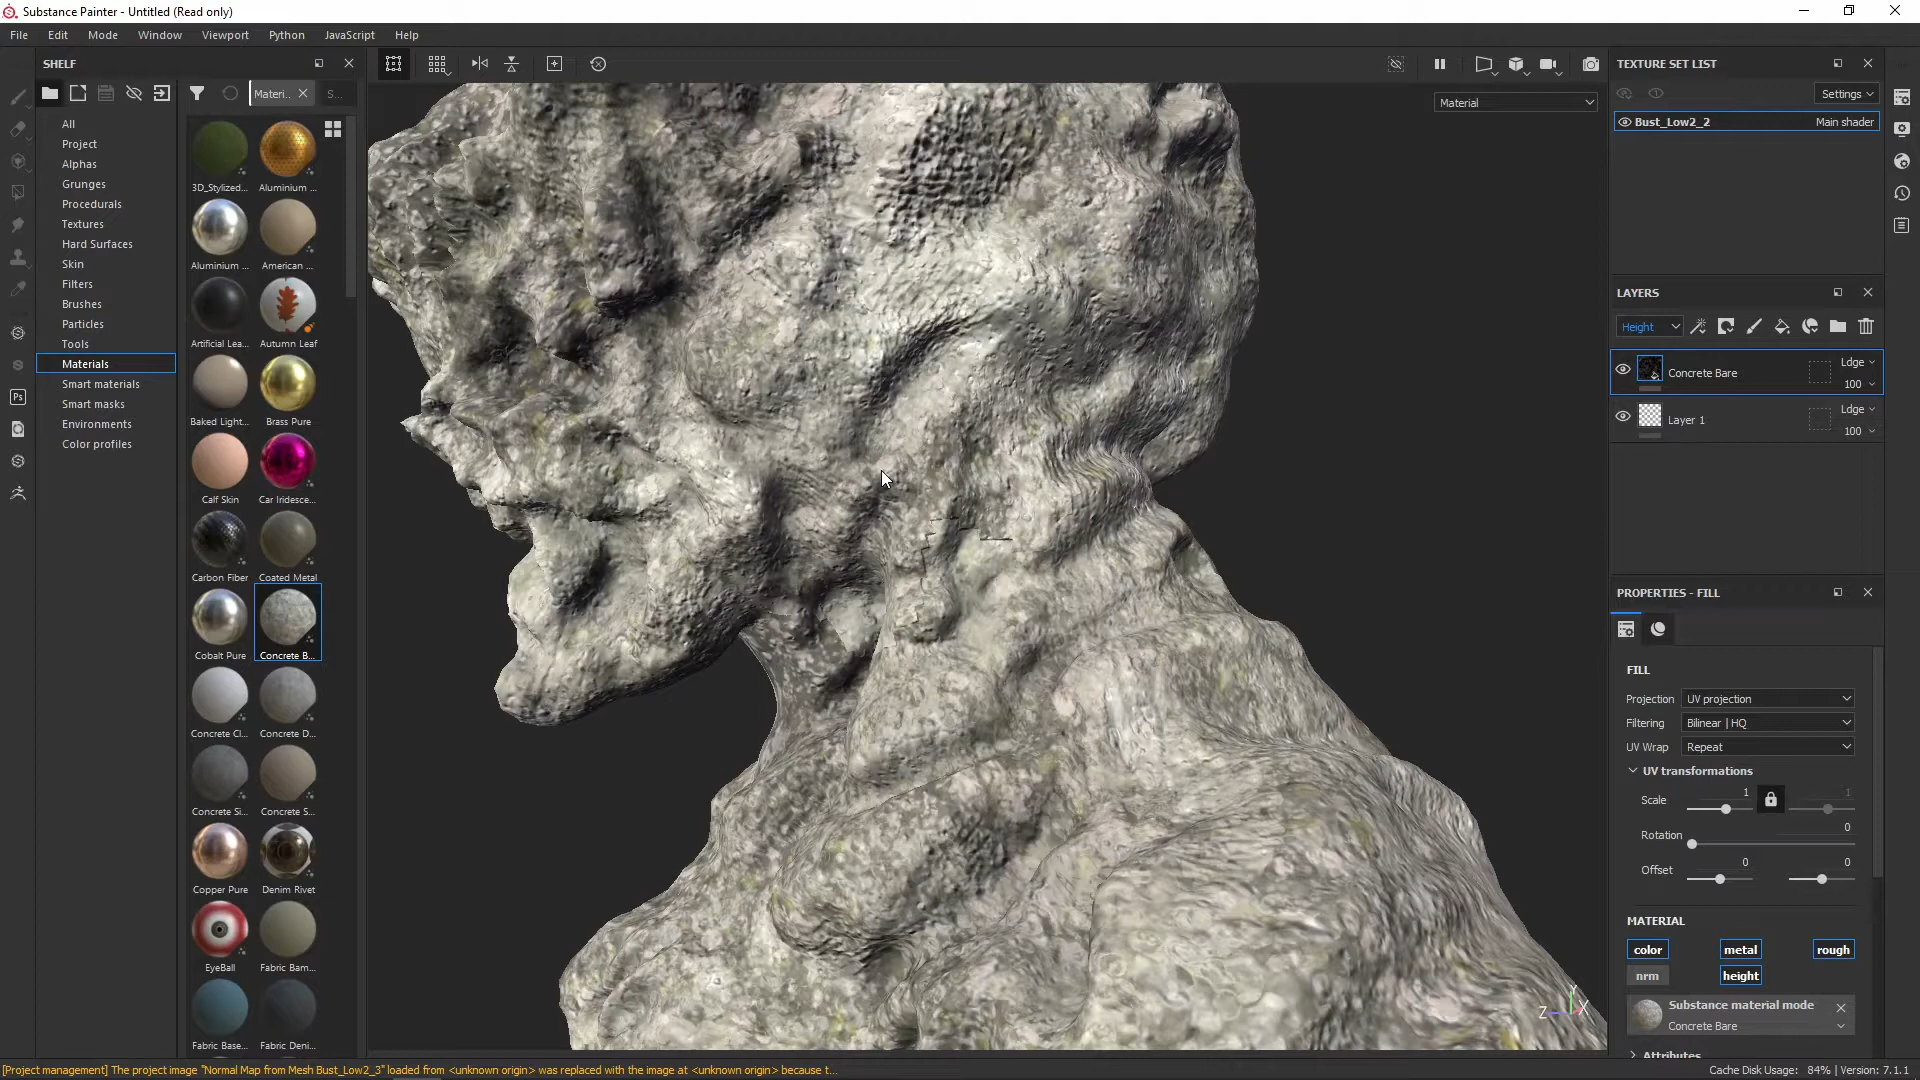 Substance Painter - Untitled (Read only)
File Edit Mode Window Viewport Python JavaScript Help
SHELF
Materi... S...
All
Project
Alphas
Grunges
Procedurals
Textures
Hard Surfaces
Skin
Filters
Brushes
Particles
Tools
Materials
Smart materials
Smart masks
Environments
Color profiles
Ps
3D_Stylized... Aluminium ...
Aluminium ... American ...
Artificial Lea... Autumn Leaf
Baked Light... Brass Pure
Calf Skin Car Iridesce...
Carbon Fiber Coated Metal
Cobalt Pure Concrete B...
Concrete Cl... Concrete D...
Concrete Si... Concrete S...
Copper Pure Denim Rivet
EyeBall Fabric Bam...
Fabric Base... Fabric Deni...
Material
Y
Z X
TEXTURE SET LIST
Settings
Bust_Low2_2 Main shader
LAYERS
Height
Concrete Bare Ldge
100
Layer 1 Ldge
100
PROPERTIES - FILL
FILL
Projection UV projection
Filtering Bilinear | HQ
UV Wrap Repeat
UV transformations
Scale 1 1
Rotation 0
Offset 0 0
MATERIAL
color metal rough
nrm height
Substance material mode
Concrete Bare
Attributes
[Project management] The project image "Normal Map from Mesh Bust_Low2_3" loaded from <unknown origin> was replaced with the image at <unknown origin> because t...
Cache Disk Usage: 84% | Version: 7.1.1